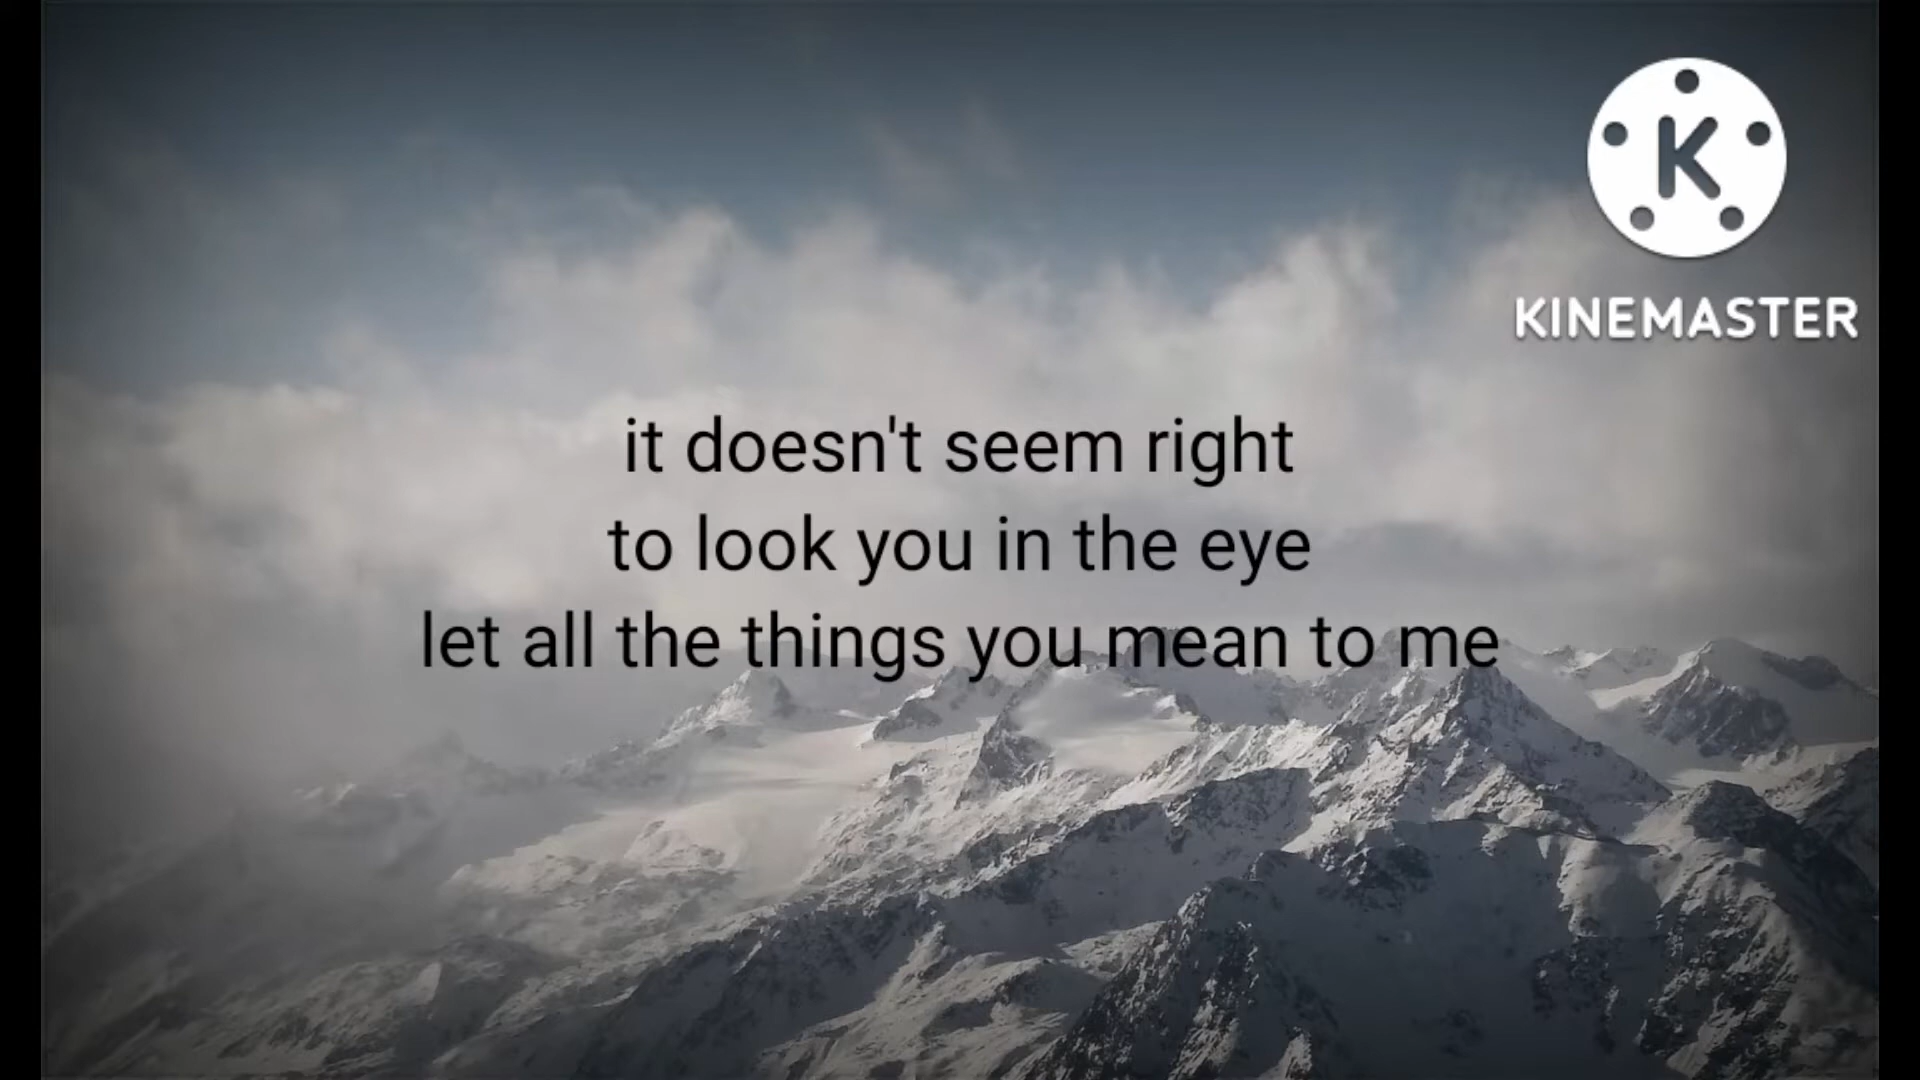 K
KINEMASTER
it doesn't seem right
to look you in the eye
let all the things you mean to me